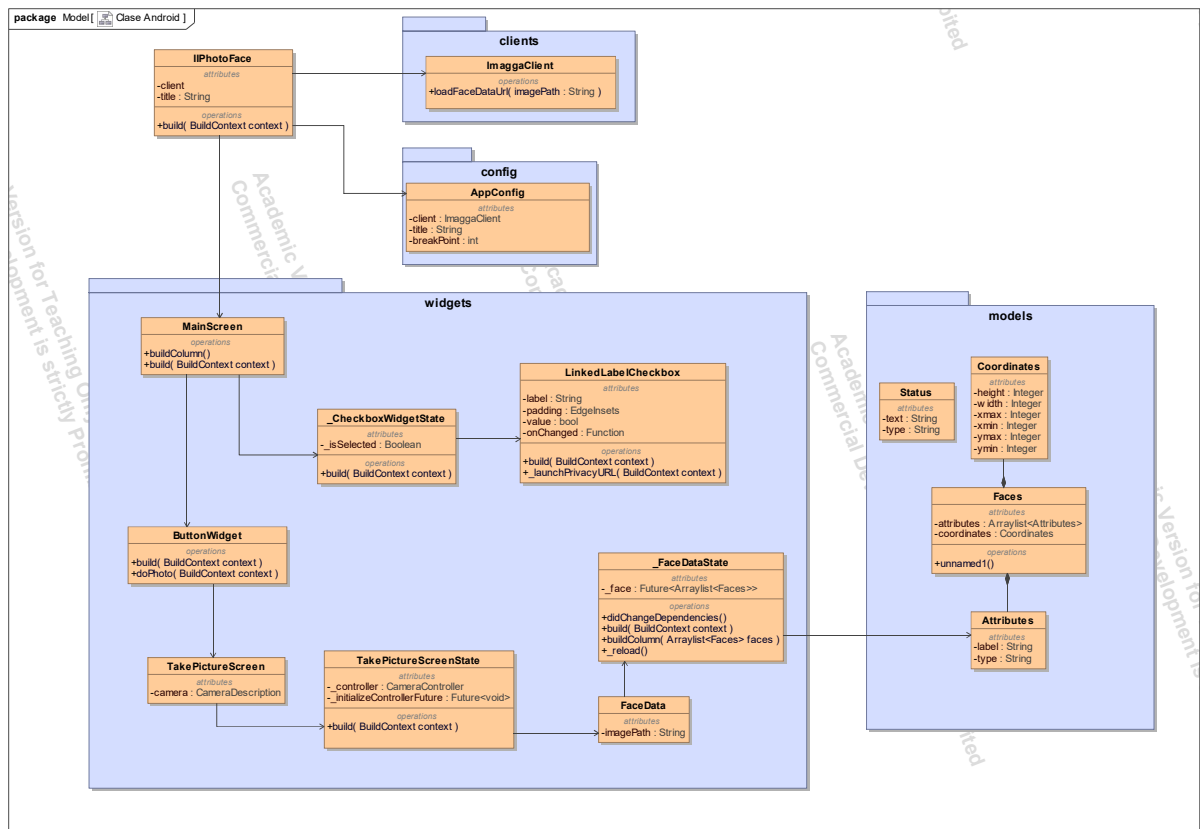 package Model[ Clase Android ]
IIPhotoFace
attributes
-client
-title : String
operations
+build( BuildContext context )
clients
ImaggaClient
operations
+loadFaceDataUrl( imagePath : String )
config
AppConfig
attributes
-client : ImaggaClient
-title : String
-breakPoint : int
widgets
MainScreen
operations
+buildColumn()
+build( BuildContext context )
_CheckboxWidgetState
attributes
-_isSelected : Boolean
operations
+build( BuildContext context )
LinkedLabelCheckbox
attributes
-label : String
-padding : EdgeInsets
-value : bool
-onChanged : Function
operations
+build( BuildContext context )
+_launchPrivacyURL( BuildContext context )
ButtonWidget
operations
+build( BuildContext context )
+doPhoto( BuildContext context )
TakePictureScreen
attributes
-camera : CameraDescription
TakePictureScreenState
attributes
-_controller : CameraController
-_initializeControllerFuture : Future<void>
operations
+build( BuildContext context )
_FaceDataState
attributes
-_face : Future<Arraylist<Faces>>
operations
+didChangeDependencies()
+build( BuildContext context )
+buildColumn( Arraylist<Faces> faces )
+_reload()
FaceData
attributes
-imagePath : String
models
Status
attributes
-text : String
-type : String
Coordinates
attributes
-height : Integer
-width : Integer
-xmax : Integer
-xmin : Integer
-ymax : Integer
-ymin : Integer
Faces
attributes
-attributes : Arraylist<Attributes>
-coordinates : Coordinates
operations
+unnamed1()
Attributes
attributes
-label : String
-type : String